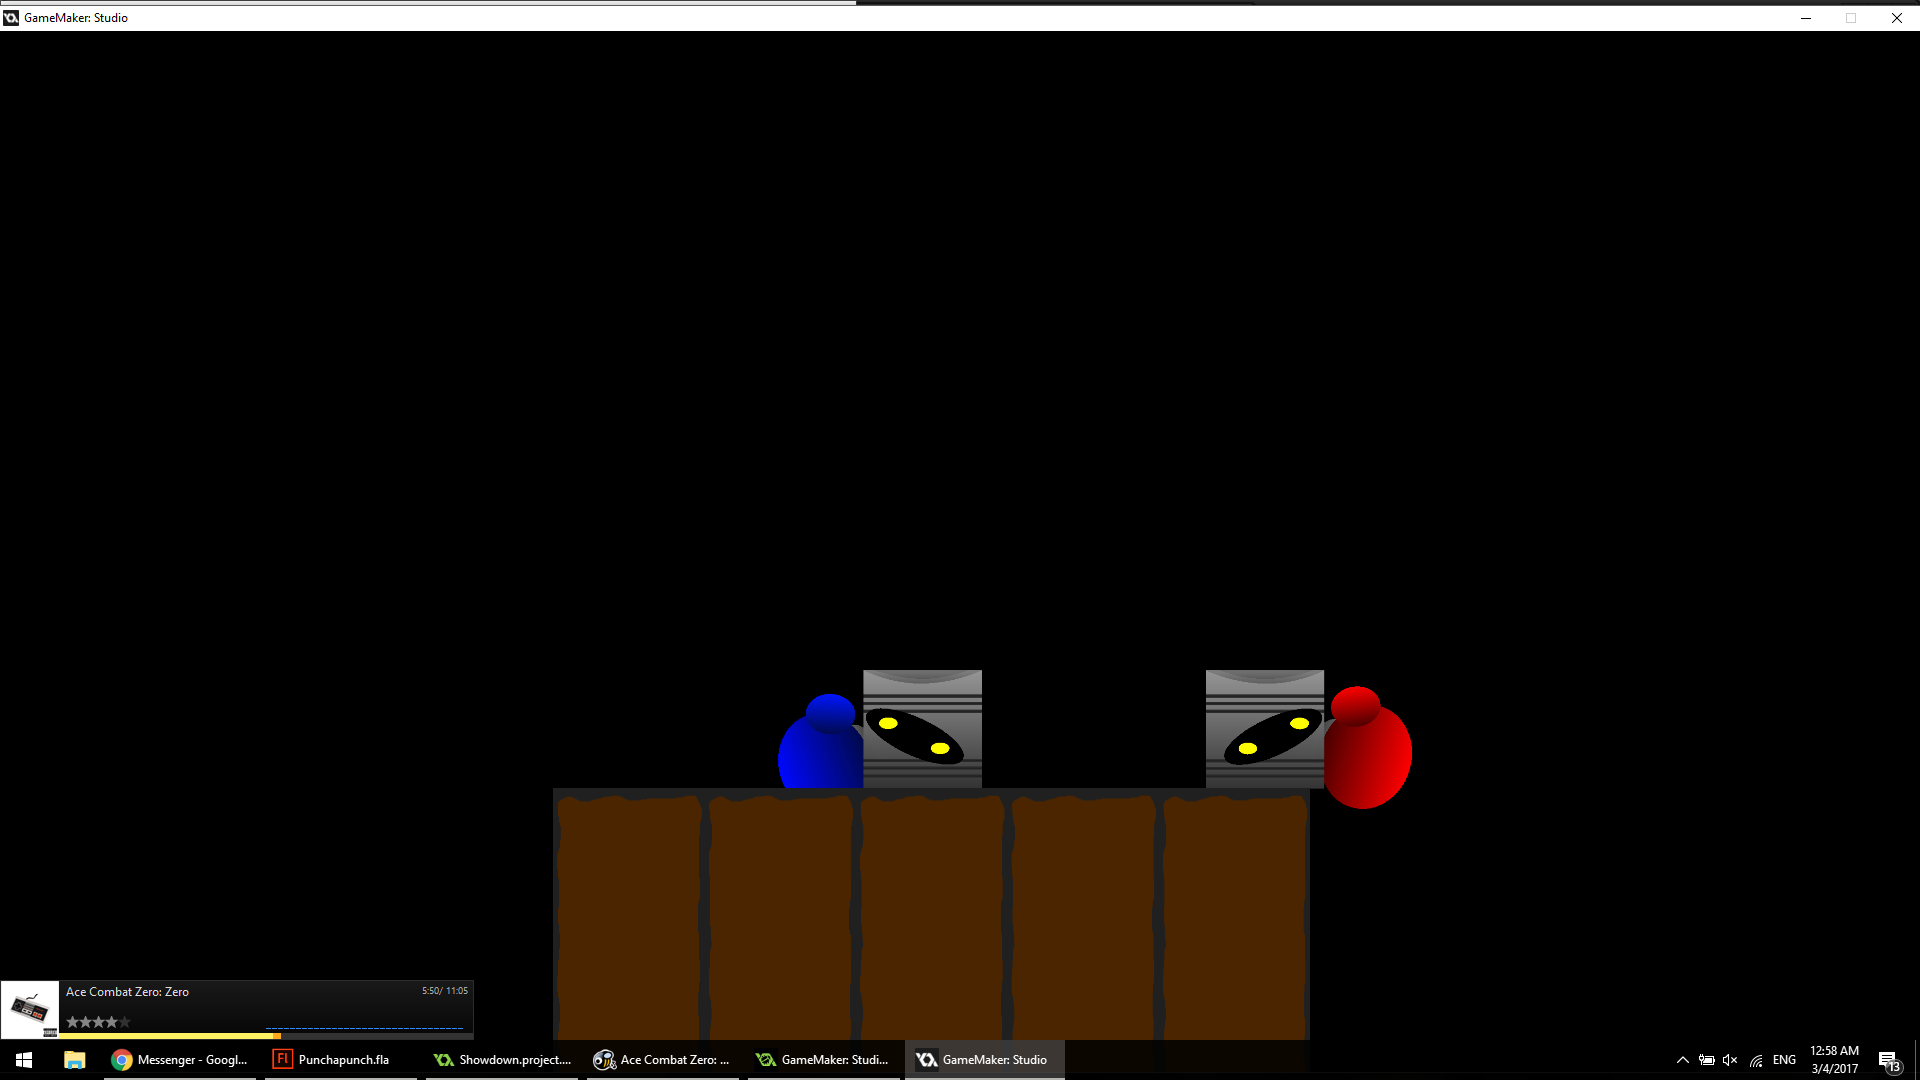 GameMaker: Studio
Ace Combat Zero: Zero
5:50/ 11:05
Messenger - Googl...
Punchapunch.fla
Showdown.project....
Ace Combat Zero: ...
GameMaker: Studi...
GameMaker: Studio
ENG
12:58 AM
3/4/2017
13
Fl